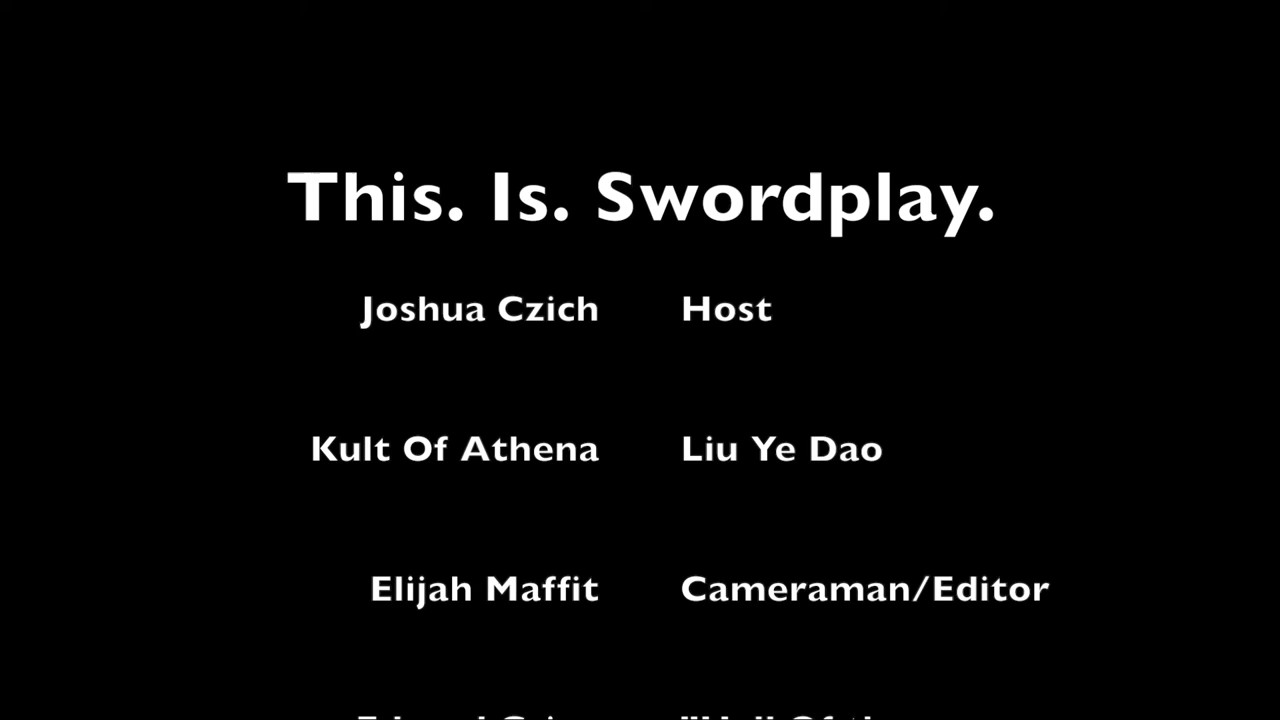 This. Is. Swordplay.
Joshua Czich Host
Kult Of Athena Liu Ye Dao
Elijah Maffit Cameraman/Editor